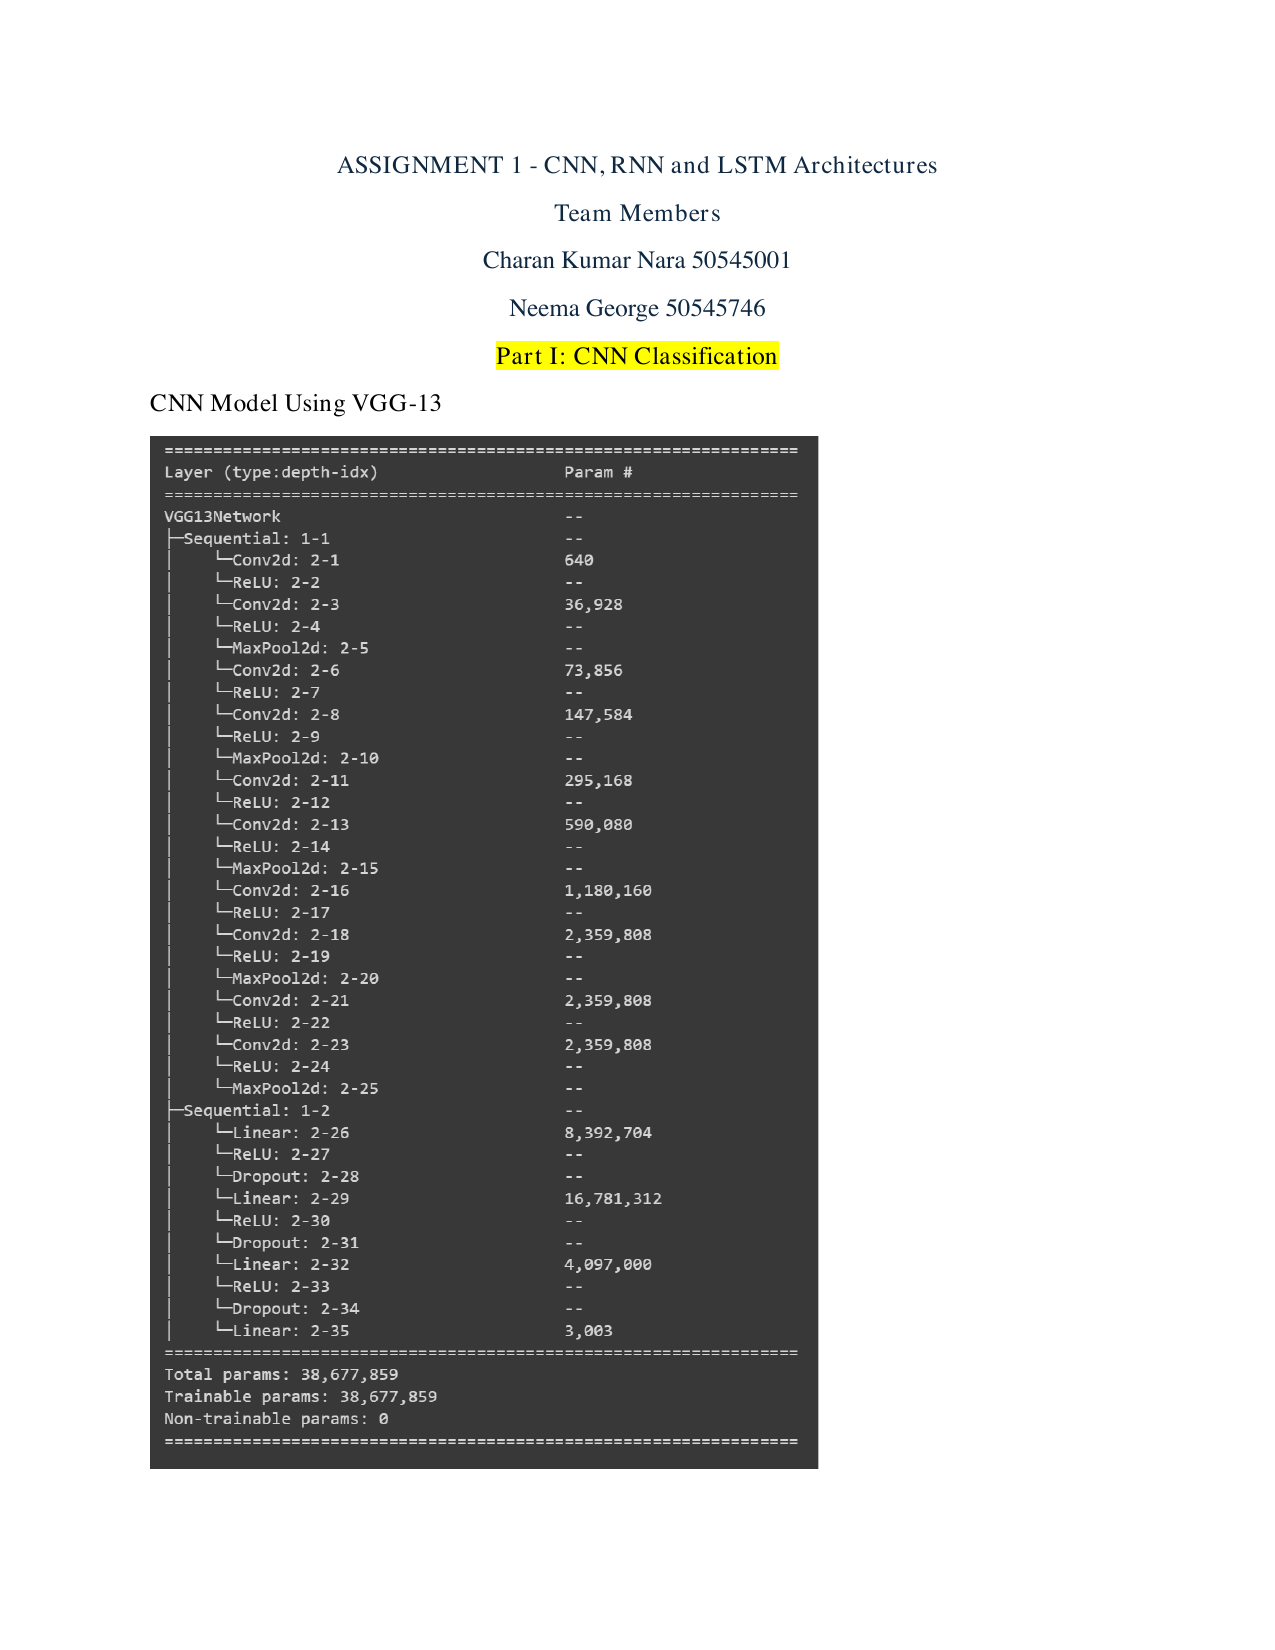 ASSIGNMENT 1 - CNN, RNN and LSTM Architectures
Team Members
Charan Kumar Nara 50545001
Neema George 50545746
Part I: CNN Classification
CNN Model Using VGG-13
=================================================================
Layer (type:depth-idx)                   Param #
=================================================================
VGG13Network                             --
├─Sequential: 1-1                        --
│    └─Conv2d: 2-1                       640
│    └─ReLU: 2-2                         --
│    └─Conv2d: 2-3                       36,928
│    └─ReLU: 2-4                         --
│    └─MaxPool2d: 2-5                    --
│    └─Conv2d: 2-6                       73,856
│    └─ReLU: 2-7                         --
│    └─Conv2d: 2-8                       147,584
│    └─ReLU: 2-9                         --
│    └─MaxPool2d: 2-10                   --
│    └─Conv2d: 2-11                      295,168
│    └─ReLU: 2-12                        --
│    └─Conv2d: 2-13                      590,080
│    └─ReLU: 2-14                        --
│    └─MaxPool2d: 2-15                   --
│    └─Conv2d: 2-16                      1,180,160
│    └─ReLU: 2-17                        --
│    └─Conv2d: 2-18                      2,359,808
│    └─ReLU: 2-19                        --
│    └─MaxPool2d: 2-20                   --
│    └─Conv2d: 2-21                      2,359,808
│    └─ReLU: 2-22                        --
│    └─Conv2d: 2-23                      2,359,808
│    └─ReLU: 2-24                        --
│    └─MaxPool2d: 2-25                   --
├─Sequential: 1-2                        --
│    └─Linear: 2-26                      8,392,704
│    └─ReLU: 2-27                        --
│    └─Dropout: 2-28                     --
│    └─Linear: 2-29                      16,781,312
│    └─ReLU: 2-30                        --
│    └─Dropout: 2-31                     --
│    └─Linear: 2-32                      4,097,000
│    └─ReLU: 2-33                        --
│    └─Dropout: 2-34                     --
│    └─Linear: 2-35                      3,003
=================================================================
Total params: 38,677,859
Trainable params: 38,677,859
Non-trainable params: 0
=================================================================